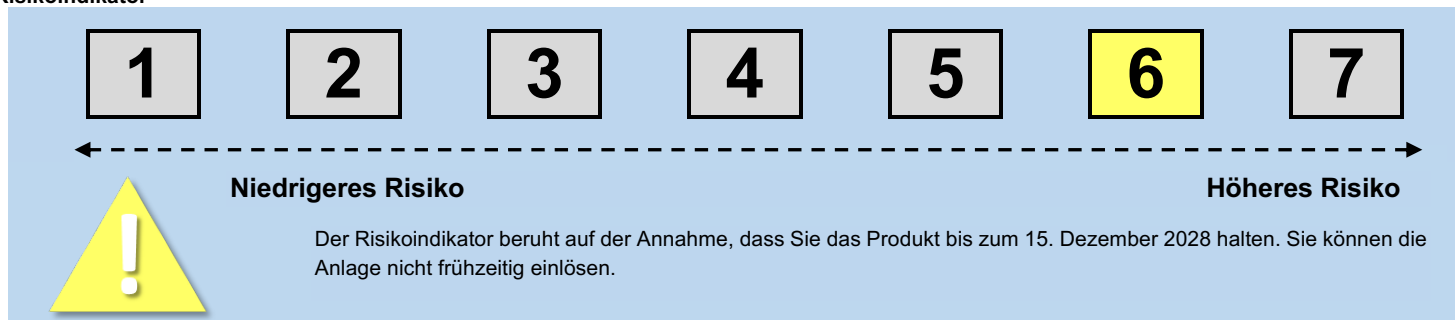 Risikoindikator
1 2 3 4 5 6 7
Niedrigeres Risiko Höheres Risiko
Der Risikoindikator beruht auf der Annahme, dass Sie das Produkt bis zum 15. Dezember 2028 halten. Sie können die
Anlage nicht frühzeitig einlösen.
!